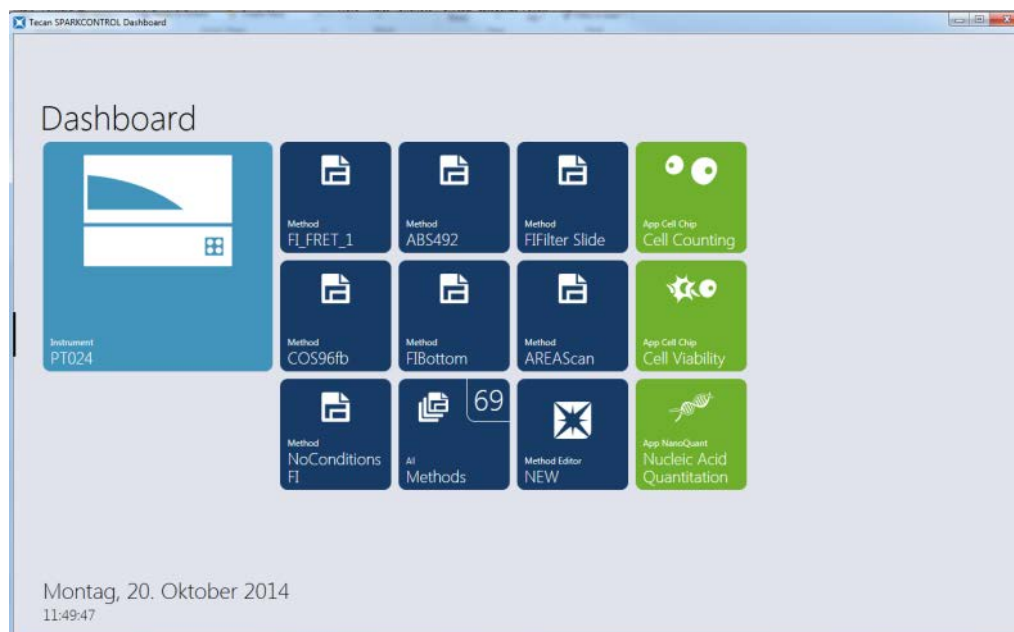 Tecan SPARKCONTROL Dashboard
Dashboard
Instrument
PT024
Method
FI_FRET_1
Method
ABS492
Method
FIFilter Slide
App Cell Chip
Cell Counting
Method
COS96fb
Method
FIBottom
Method
AREAScan
App Cell Chip
Cell Viability
Method
NoConditions
FI
69
All
Methods
Method Editor
NEW
App NanoQuant
Nucleic Acid
Quantitation
Montag, 20. Oktober 2014
11:49:47